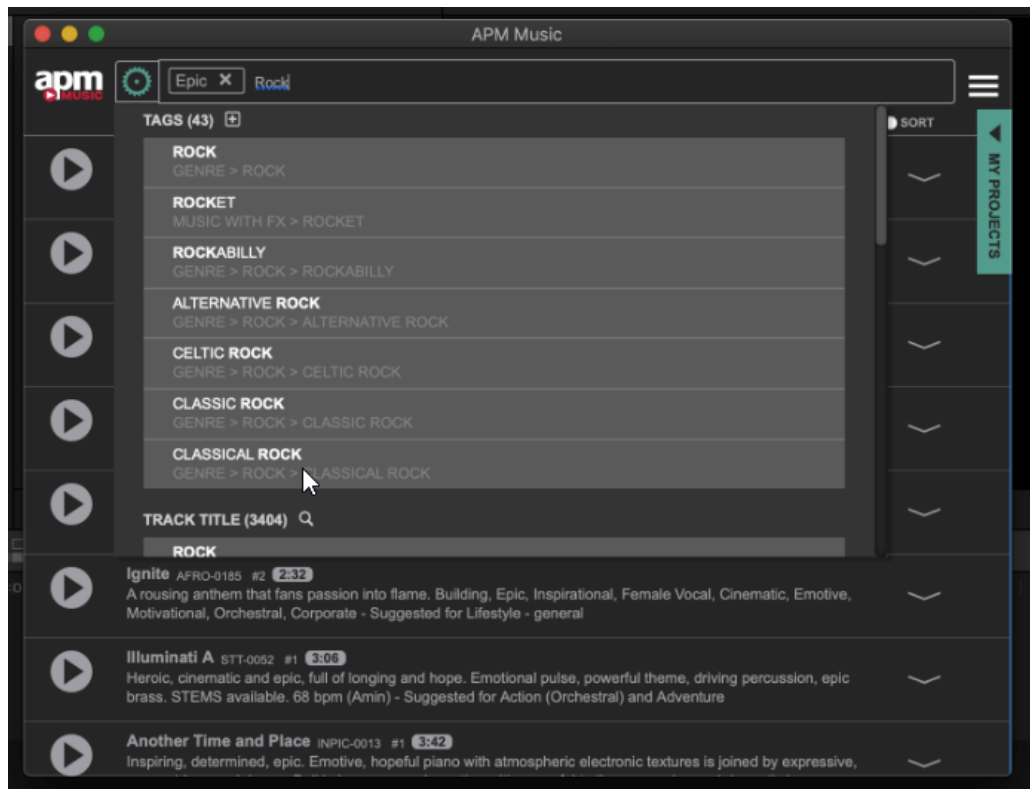 APM Music
apm
MUSIC
Epic Rock
TAGS (43)
SORT
ROCK
GENRE > ROCK
ROCKET
MUSIC WITH FX > ROCKET
ROCKABILLY
GENRE > ROCK > ROCKABILLY
ALTERNATIVE ROCK
GENRE > ROCK > ALTERNATIVE ROCK
CELTIC ROCK
GENRE > ROCK > CELTIC ROCK
CLASSIC ROCK
GENRE > ROCK > CLASSIC ROCK
CLASSICAL ROCK
GENRE > ROCK > CLASSICAL ROCK
MY PROJECTS
TRACK TITLE (3404)
ROCK
Ignite AFRO-0185 #2 2:32
A rousing anthem that fans passion into flame. Building, Epic, Inspirational, Female Vocal, Cinematic, Emotive,
Motivational, Orchestral, Corporate - Suggested for Lifestyle - general
Illuminati A STT-0052 #1 3:06
Heroic, cinematic and epic, full of longing and hope. Emotional pulse, powerful theme, driving percussion, epic
brass. STEMS available. 68 bpm (Amin) - Suggested for Action (Orchestral) and Adventure
Another Time and Place INPIC-0013 #1 3:42
Inspiring, determined, epic. Emotive, hopeful piano with atmospheric electronic textures is joined by expressive,